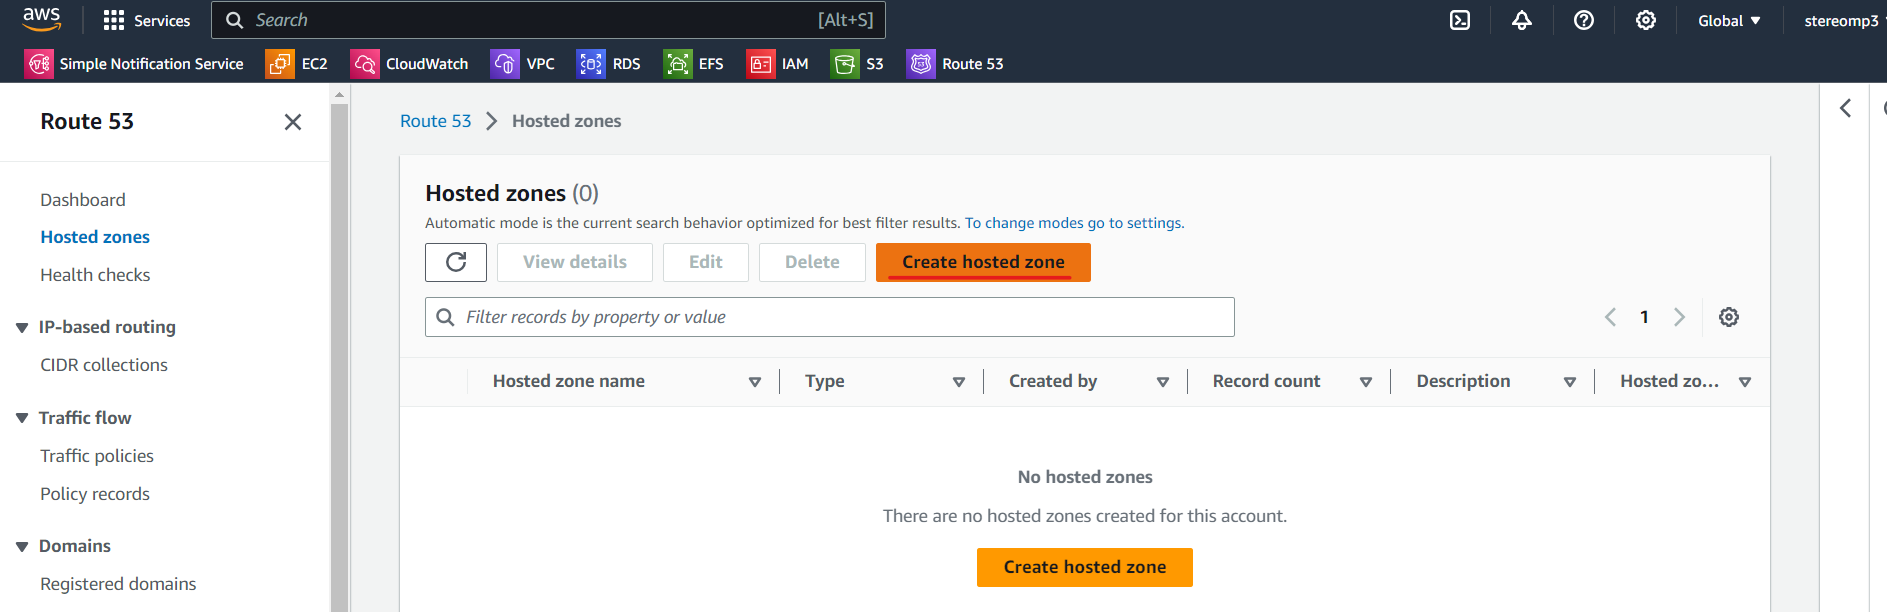 aws
Services
Search
[Alt+S]
Global
stereomp3
Simple Notification Service
EC2
CloudWatch
VPC
RDS
EFS
IAM
S3
Route 53
Route 53
Dashboard
Hosted zones
Health checks
IP-based routing
CIDR collections
Traffic flow
Traffic policies
Policy records
Domains
Registered domains
Route 53 > Hosted zones
Hosted zones (0)
Automatic mode is the current search behavior optimized for best filter results. To change modes go to settings.
View details
Edit
Delete
Create hosted zone
Filter records by property or value
1
Hosted zone name
Type
Created by
Record count
Description
Hosted zo...
No hosted zones
There are no hosted zones created for this account.
Create hosted zone